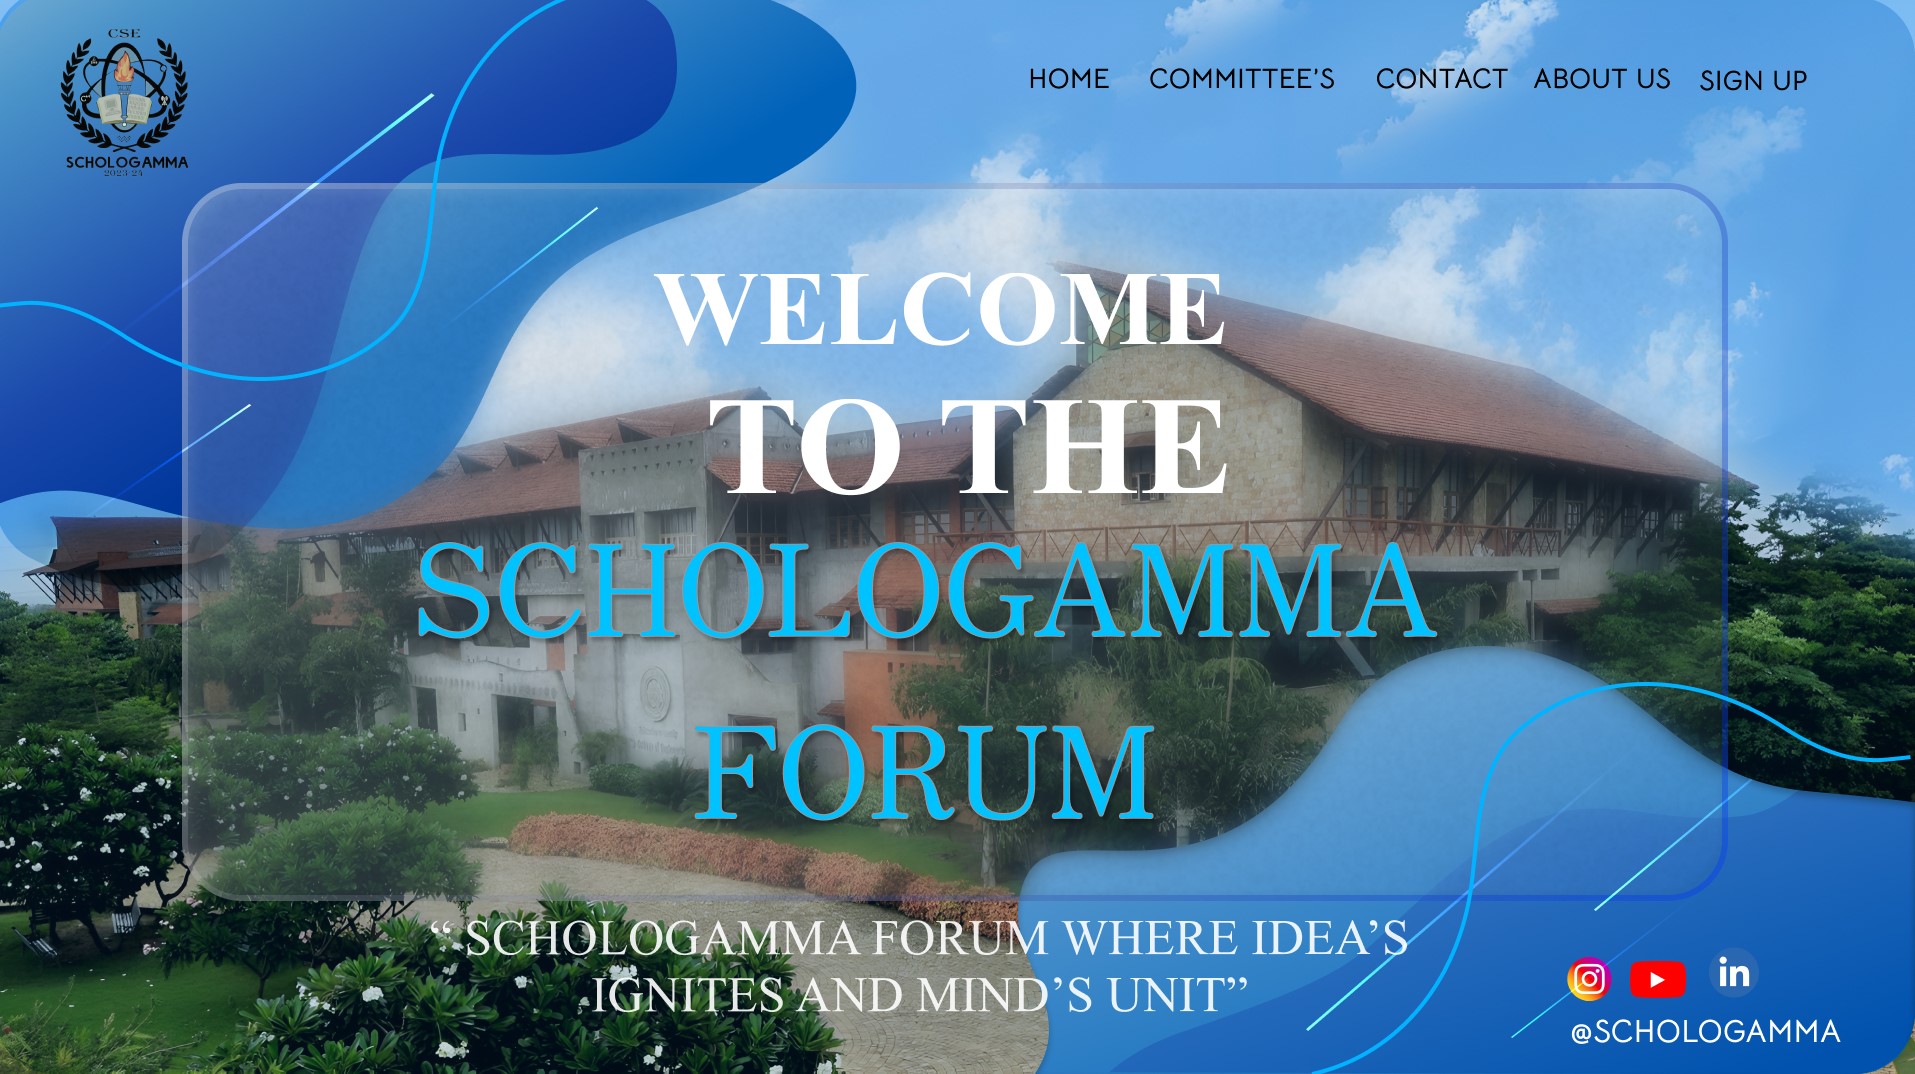 CSE
SCHOLOGAMMA
2023-24
HOME COMMITTEE'S CONTACT ABOUT US SIGN UP
WELCOME
TO THE
SCHOLOGAMMA
FORUM
“ SCHOLOGAMMA FORUM WHERE IDEA’S
IGNITES AND MIND’S UNIT”
in
@SCHOLOGAMMA